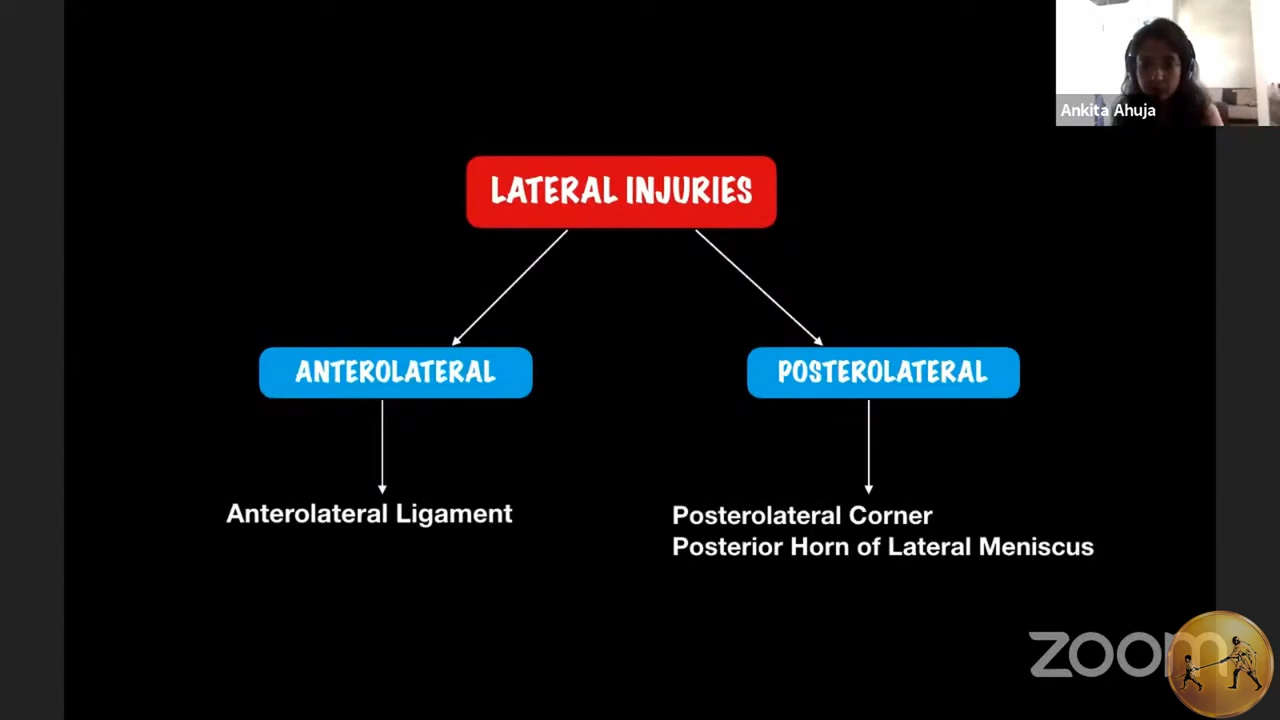 Ankita Ahuja
LATERAL INJURIES
ANTEROLATERAL
POSTEROLATERAL
Anterolateral Ligament
Posterolateral Corner
Posterior Horn of Lateral Meniscus
zoom